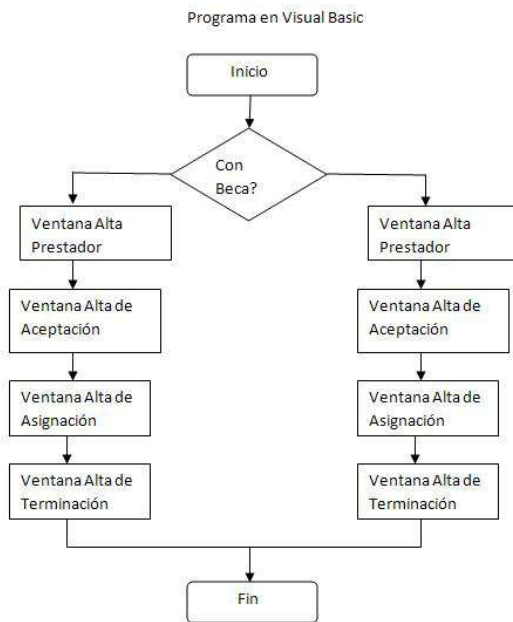 Programa en Visual Basic
Inicio
Con
Beca?
Ventana Alta
Prestador
Ventana Alta de
Aceptación
Ventana Alta de
Asignación
Ventana Alta de
Terminación
Ventana Alta
Prestador
Ventana Alta de
Aceptación
Ventana Alta de
Asignación
Ventana Alta de
Terminación
Fin